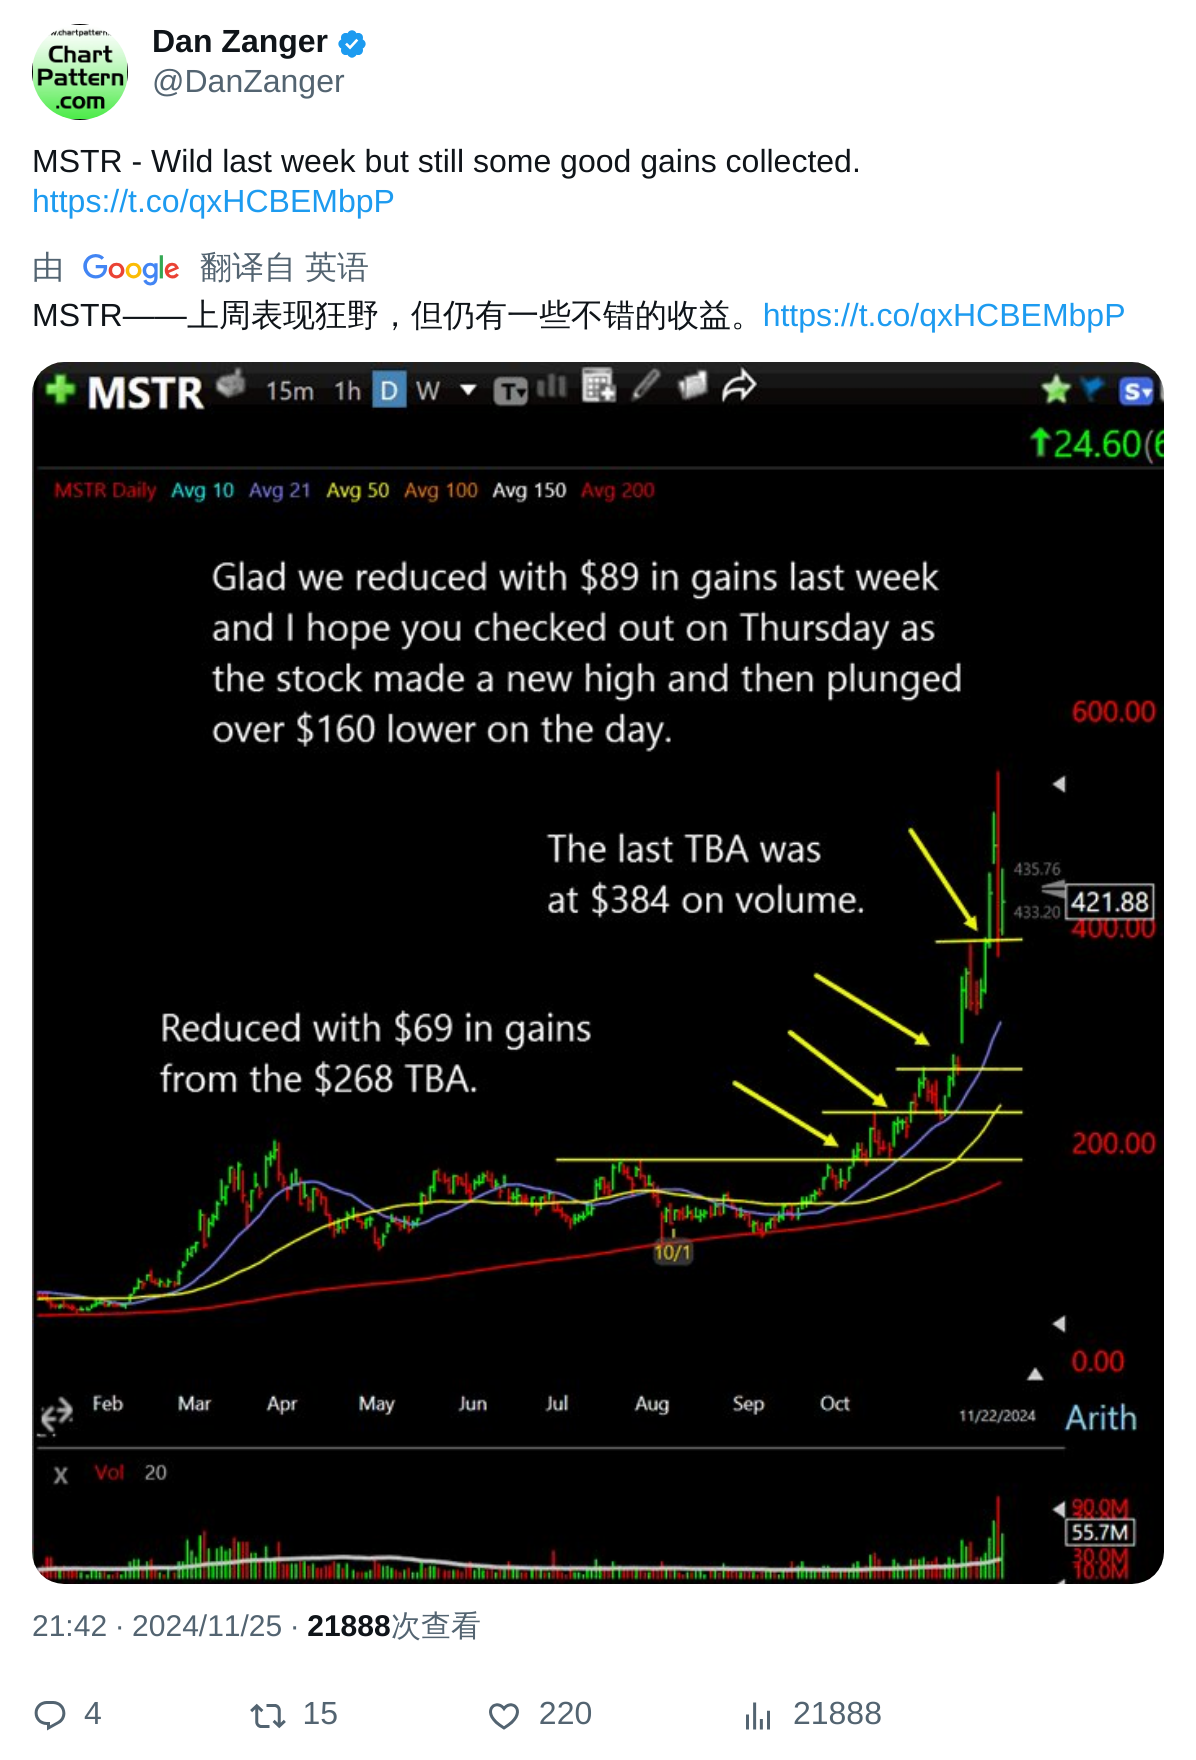 w.chartpattern.
Chart
Pattern
.com
Dan Zanger
@DanZanger
MSTR - Wild last week but still some good gains collected.
https://t.co/qxHCBEMbpP
由 Google 翻译自 英语
MSTR——上周表现狂野，但仍有一些不错的收益。https://t.co/qxHCBEMbpP
MSTR 15m 1h D W T S
24.60(6
MSTR Daily Avg 10 Avg 21 Avg 50 Avg 100 Avg 150 Avg 200
Glad we reduced with $89 in gains last week
and I hope you checked out on Thursday as
the stock made a new high and then plunged
over $160 lower on the day.
600.00
The last TBA was
at $384 on volume.
435.76
421.88
433.20
400.00
Reduced with $69 in gains
from the $268 TBA.
200.00
10/1
0.00
Feb Mar Apr May Jun Jul Aug Sep Oct
11/22/2024 Arith
X Vol 20
90.0M
55.7M
30.0M
10.0M
21:42 · 2024/11/25 · 21888次查看
4 15 220 21888